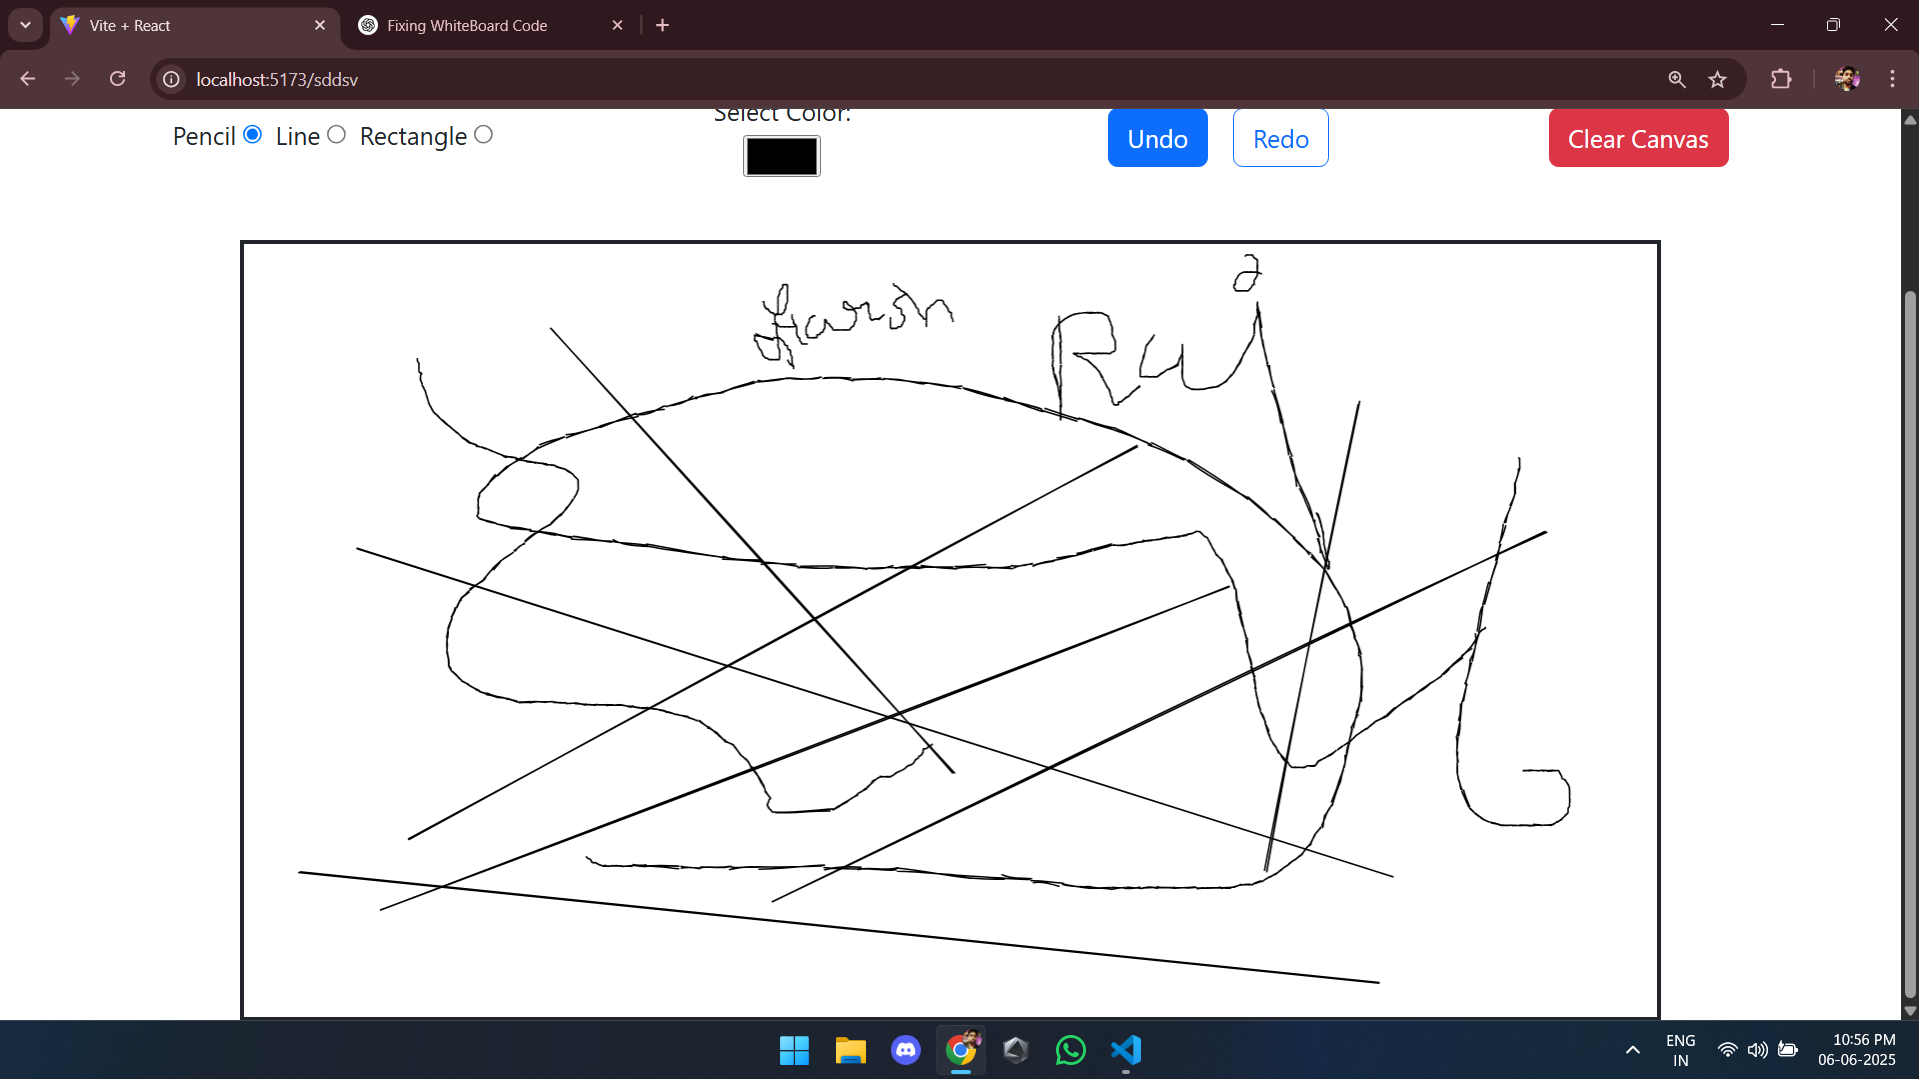 Vite + React
Fixing WhiteBoard Code
localhost:5173/sddsv
Select Color:
Pencil Line Rectangle
Undo Redo Clear Canvas
Harsh
ENG
IN
10:56 PM
06-06-2025